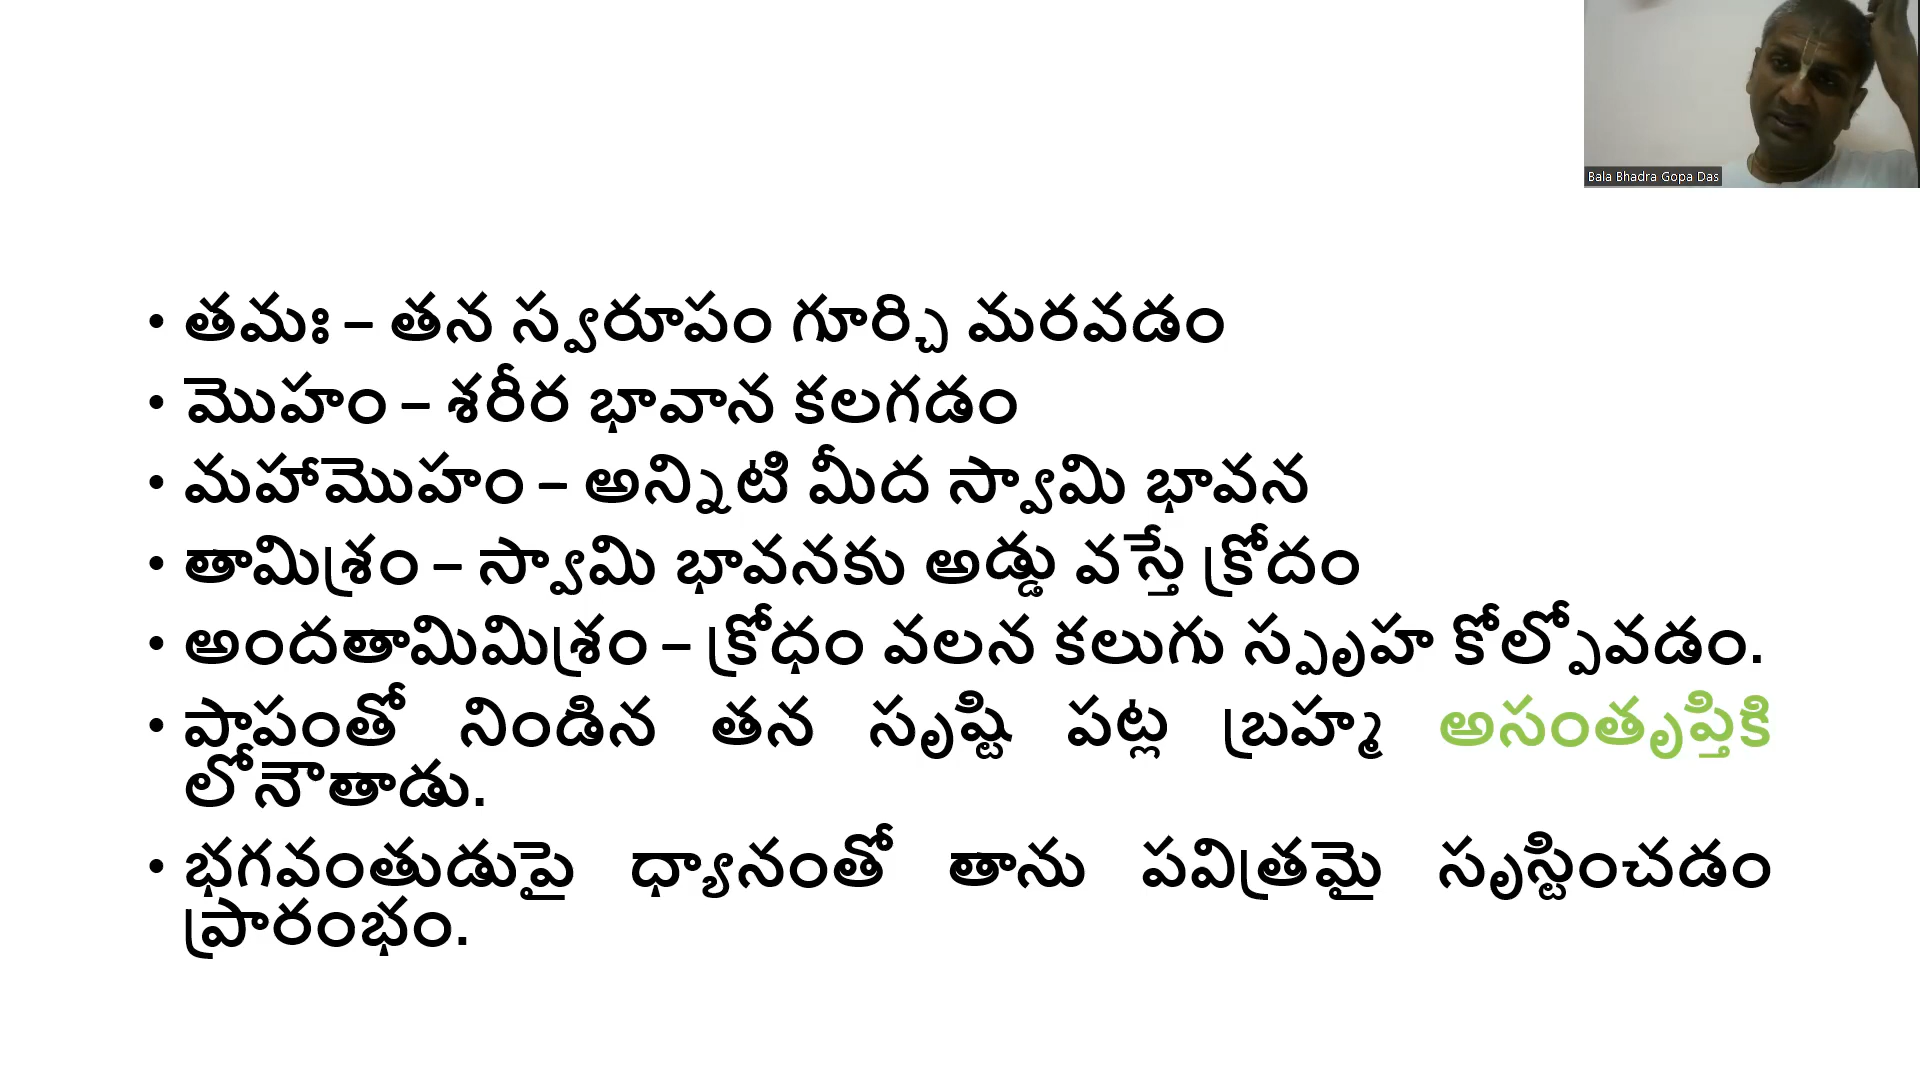 Bala Bhadra Gopa Das
• తమః – తన స్వరూపం గూర్చి మరవడం
• మొహం – శరీర భావాన కలగడం
• మహామొహం – అన్నిటి మీద స్వామి భావన
• తామిశ్రం – స్వామి భావనకు అడ్డు వస్తే క్రోదం
• అందతామిమిశ్రం – క్రోధం వలన కలుగు స్పృహ కోల్పోవడం.
• పాపంతో నిండిన తన సృష్టి పట్ల బ్రహ్మ అసంతృప్తికి
లోనౌతాడు.
• భగవంతుడుపై ధ్యానంతో తాను పవిత్రమై సృస్టించడం
ప్రారంభం.